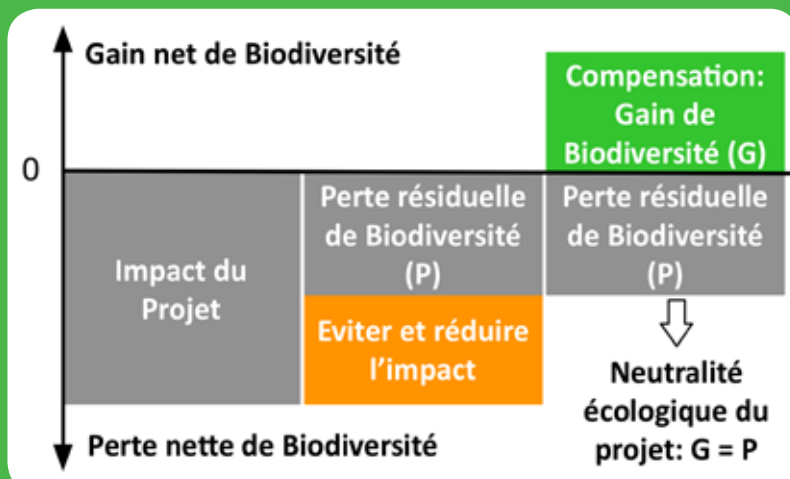 Gain net de Biodiversité
0
Impact du
Projet
Perte nette de Biodiversité
Perte résiduelle
de Biodiversité
(P)
Eviter et réduire
l'impact
Compensation:
Gain de
Biodiversité (G)
Perte résiduelle
de Biodiversité
(P)
Neutralité
écologique du
projet: G = P